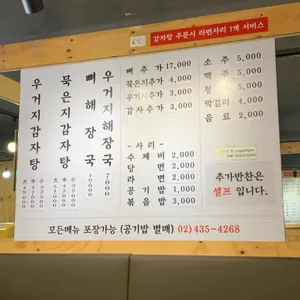 감자탕 주문시 라면사리 1개 서비스
우거지감자탕
묵은지감자탕
뼈해장국
우거지해장국
7000
뼈추가 17,000
묵은지추가 4,000
우거지추가 3,000
감자추가 3,000
- 사리 -
수제비 2,000
당면 2,000
라면 2,000
공기밥 1,000
볶음밥 3,000
소주 5,000
맥주 5,000
청하 5,000
막걸리 4,000
음료 2,000
추가반찬은
셀프 입니다.
모든메뉴 포장가능 (공기밥 별매) 02)435-4268